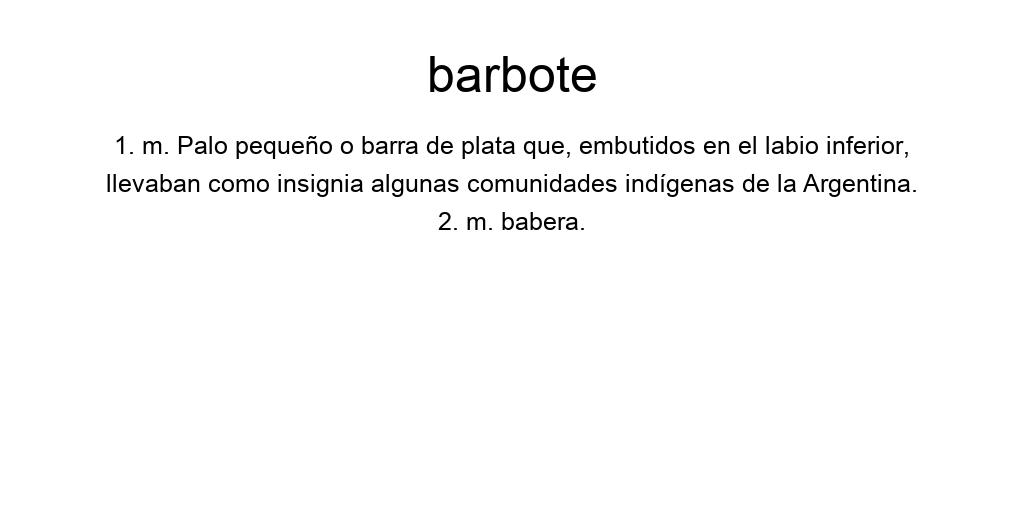 barbote
1. m. Palo pequeño o barra de plata que, embutidos en el labio inferior,
llevaban como insignia algunas comunidades indígenas de la Argentina.
2. m. babera.